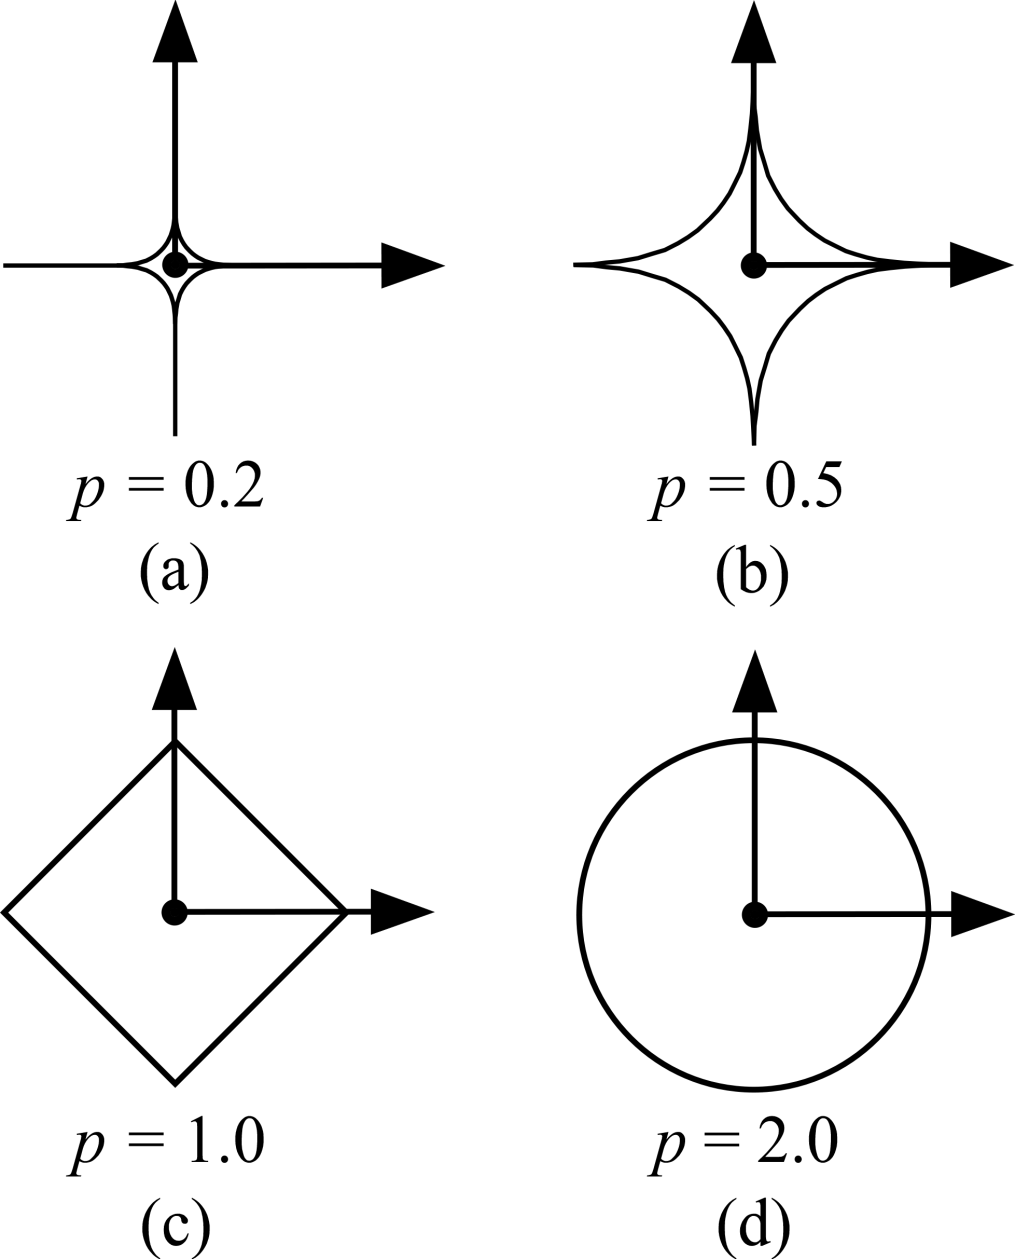 p = 0.2
(a)
p = 0.5
(b)
p = 1.0
(c)
p = 2.0
(d)